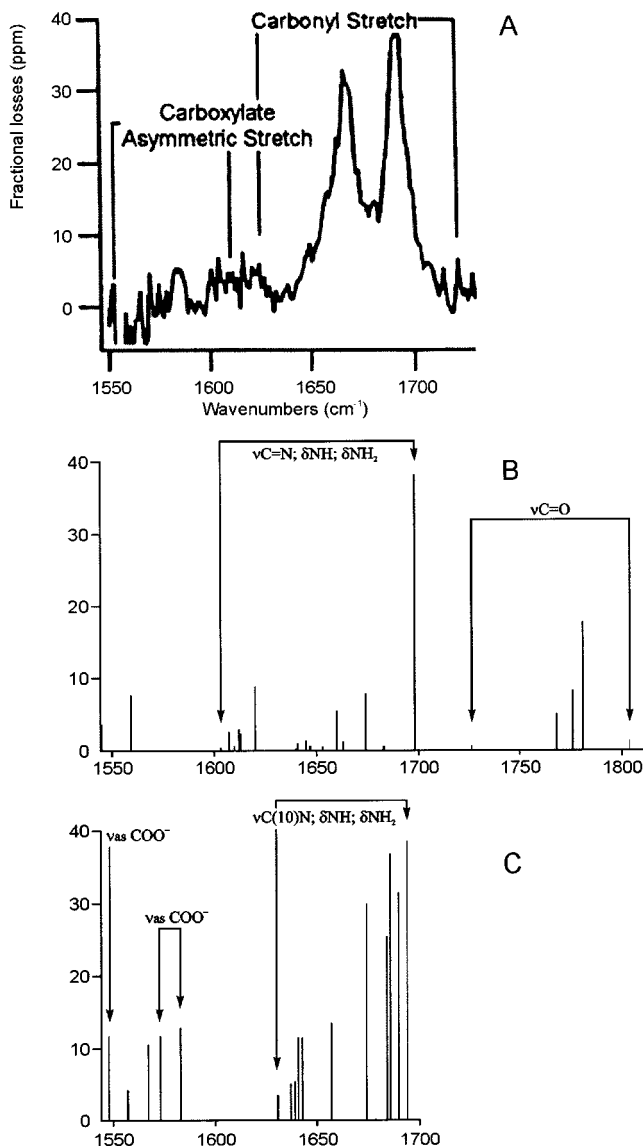 A
Fractional losses (ppm)
Carbonyl Stretch
Carboxylate
Asymmetric Stretch
40
30
20
10
0
1550 1600 1650 1700
Wavenumbers (cm⁻¹)
B
νC=N; δNH; δNH₂
νC=O
40
30
20
10
0
1550 1600 1650 1700 1750 1800
C
νas COO⁻
νas COO⁻
νC(10)N; δNH; δNH₂
40
30
20
10
0
1550 1600 1650 1700